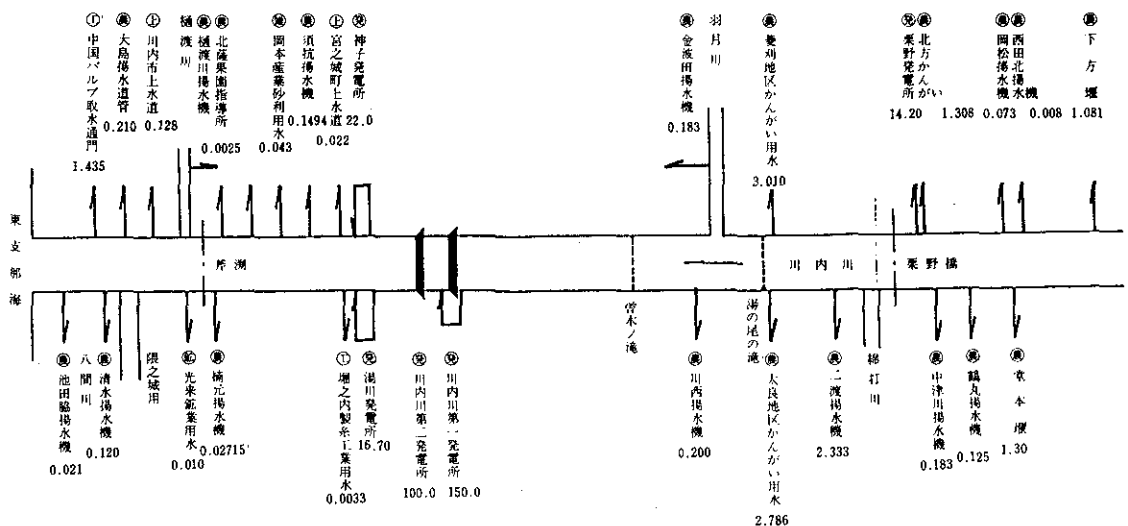 ㊤ 中国パルプ取水通門
1.435
㊩ 大島揚水道管
0.210
㊤ 川内市上水道
0.128
樋渡川
樋渡川揚水機
北薩果樹指導所
0.0025
岡本産業砂利用水
0.043
須抗揚水機
0.1494
㊤ 宮之城町上水道
0.022
神子発電所
22.0
金波田揚水機
0.183
羽月川
菱刈地区かんがい用水
3.010
栗野発電所
14.20
北方かんがい
1.308
岡松揚水機
0.073
西田北揚水機
0.008
下方堰
1.081
東支那海
斧渕
川内川
栗野橋
池田脇揚水機
0.021
八間川
清水揚水機
0.120
隈之城用
光来鉱業用水
0.010
楠元揚水機
0.02715
堀之内製糸工業用水
0.0033
湯川発電所
16.70
川内川第二発電所
100.0
川内川第一発電所
150.0
曽木ノ滝
川西揚水機
0.200
湯の尾の滝
太良地区かんがい用水
2.786
二渡揚水機
2.333
綿打川
中津川揚水機
0.183
鶴丸揚水機
0.125
堂本堰
1.30